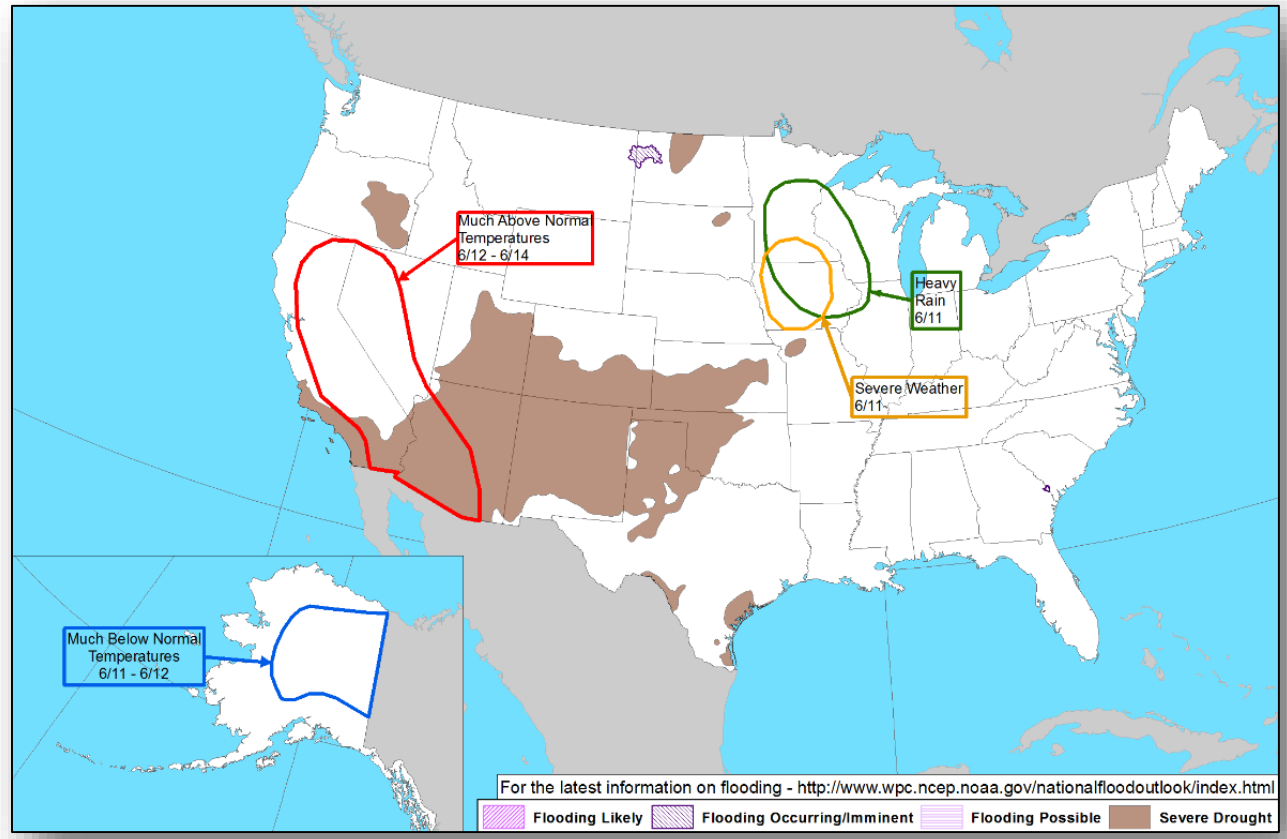 Much Above Normal
Temperatures
6/12 - 6/14
Heavy
Rain
6/11
Severe Weather
6/11
Much Below Normal
Temperatures
6/11 - 6/12
For the latest information on flooding - http://www.wpc.ncep.noaa.gov/nationalfloodoutlook/index.html
Flooding Likely Flooding Occurring/Imminent Flooding Possible Severe Drought